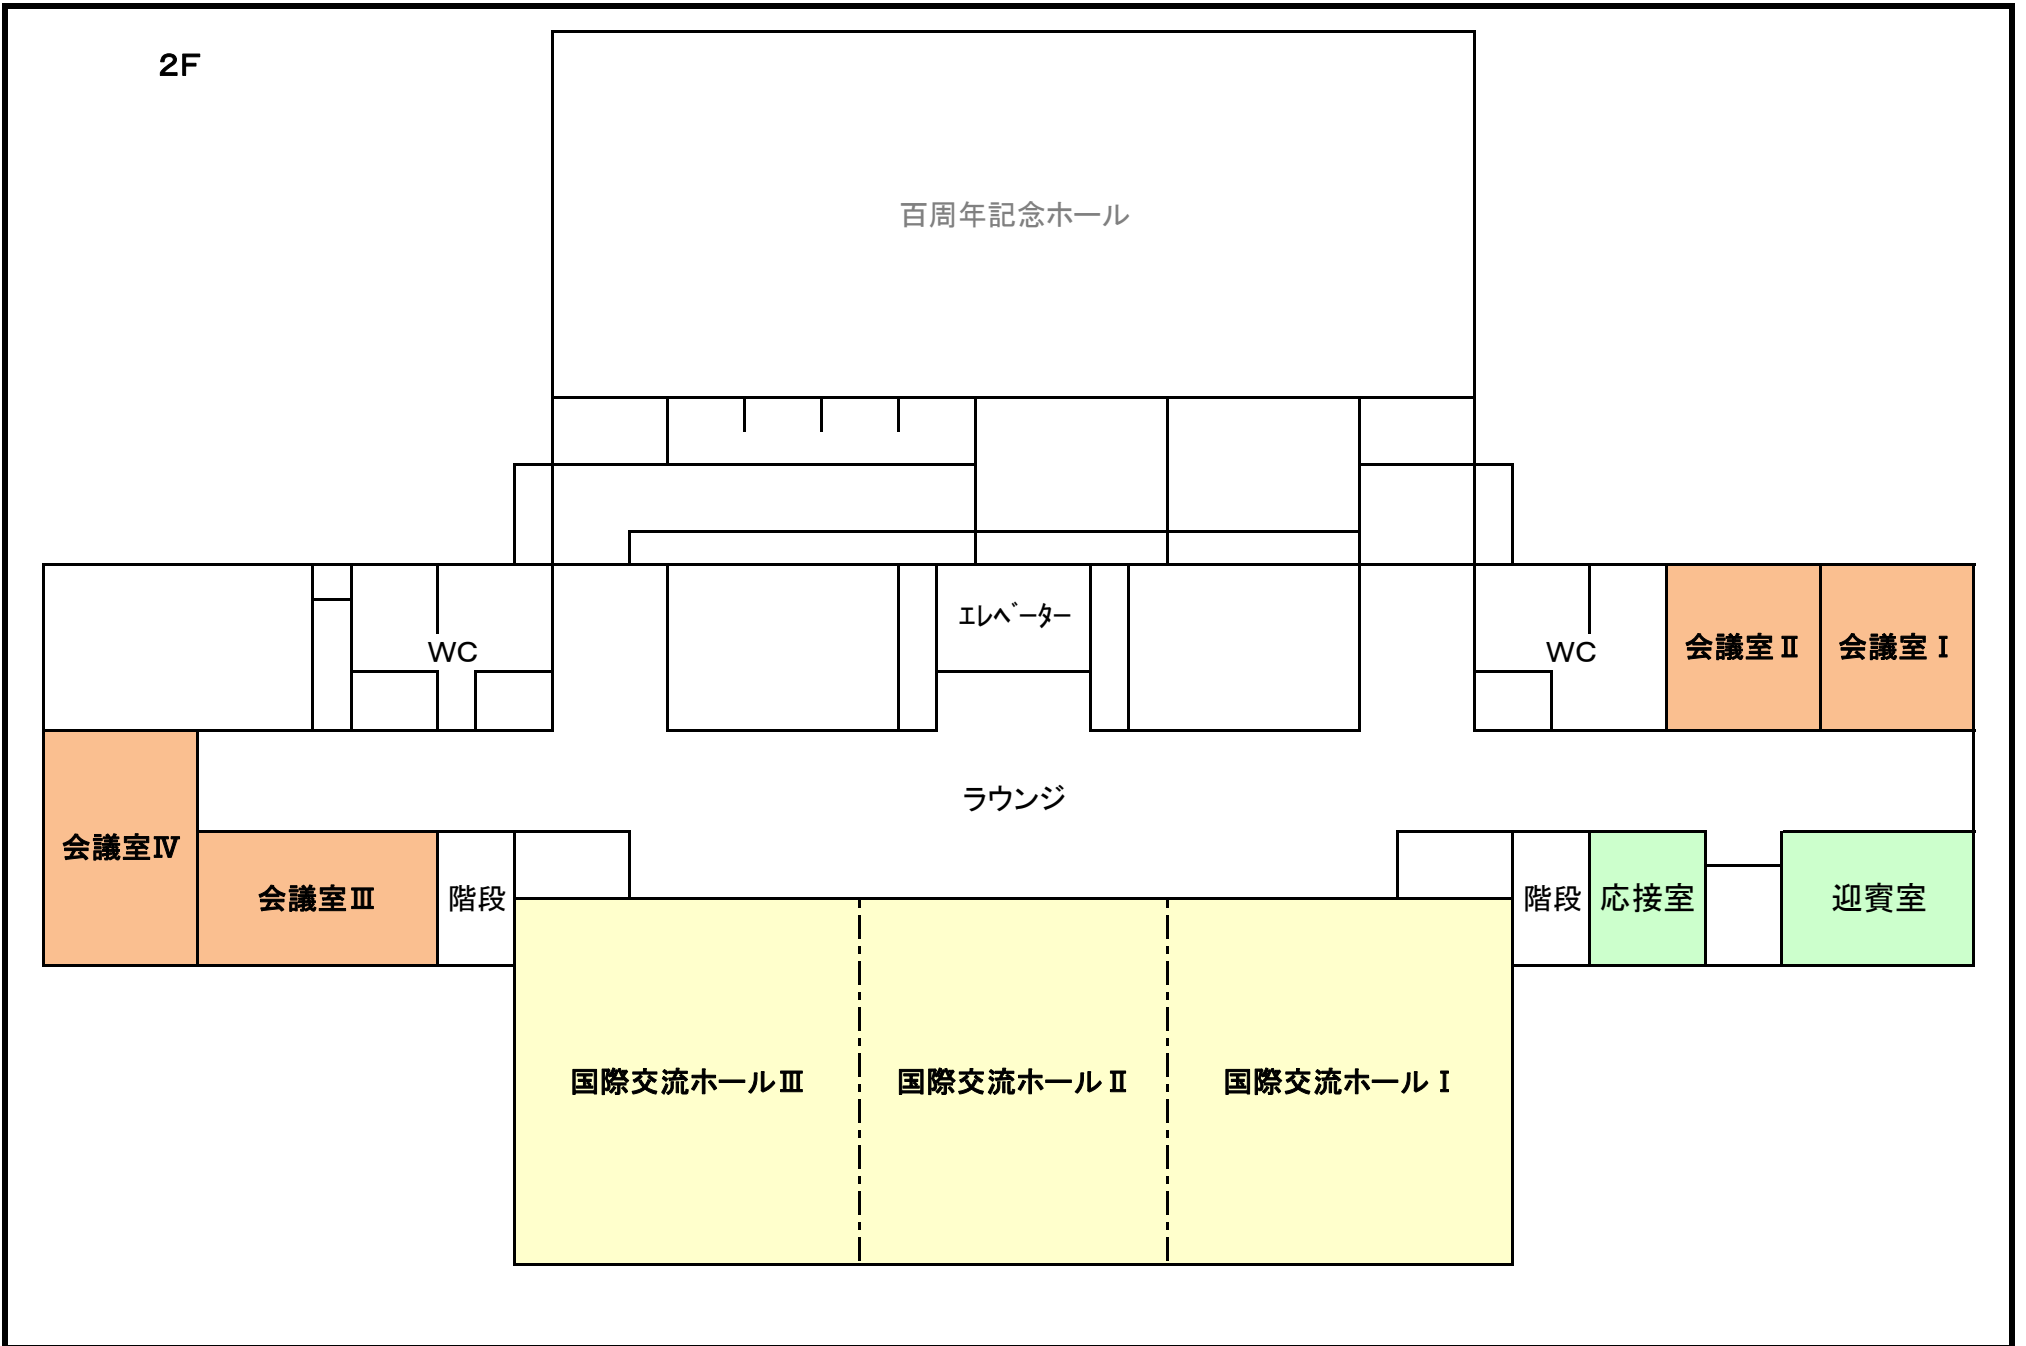 2F
百周年記念ホール
エレベーター
WC
WC
会議室Ⅱ
会議室Ⅰ
ラウンジ
会議室Ⅳ
会議室Ⅲ
階段
階段
応接室
迎賓室
国際交流ホールⅢ
国際交流ホールⅡ
国際交流ホールⅠ